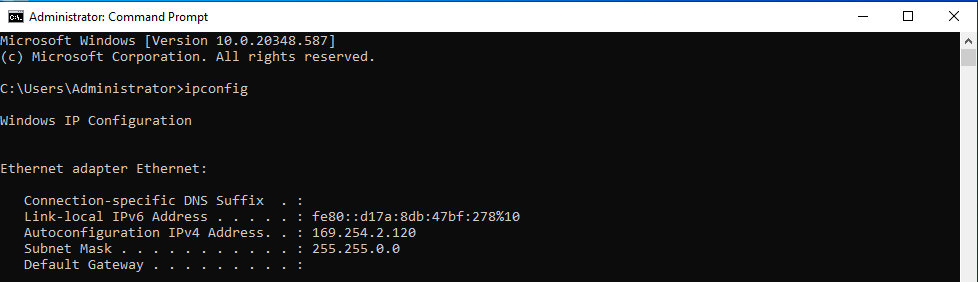 Administrator: Command Prompt
Microsoft Windows [Version 10.0.20348.587]
(c) Microsoft Corporation. All rights reserved.
C:\Users\Administrator>ipconfig
Windows IP Configuration
Ethernet adapter Ethernet:
Connection-specific DNS Suffix  . :
Link-local IPv6 Address . . . . . : fe80::d17a:8db:47bf:278%10
Autoconfiguration IPv4 Address. . : 169.254.2.120
Subnet Mask . . . . . . . . . . . : 255.255.0.0
Default Gateway . . . . . . . . . :